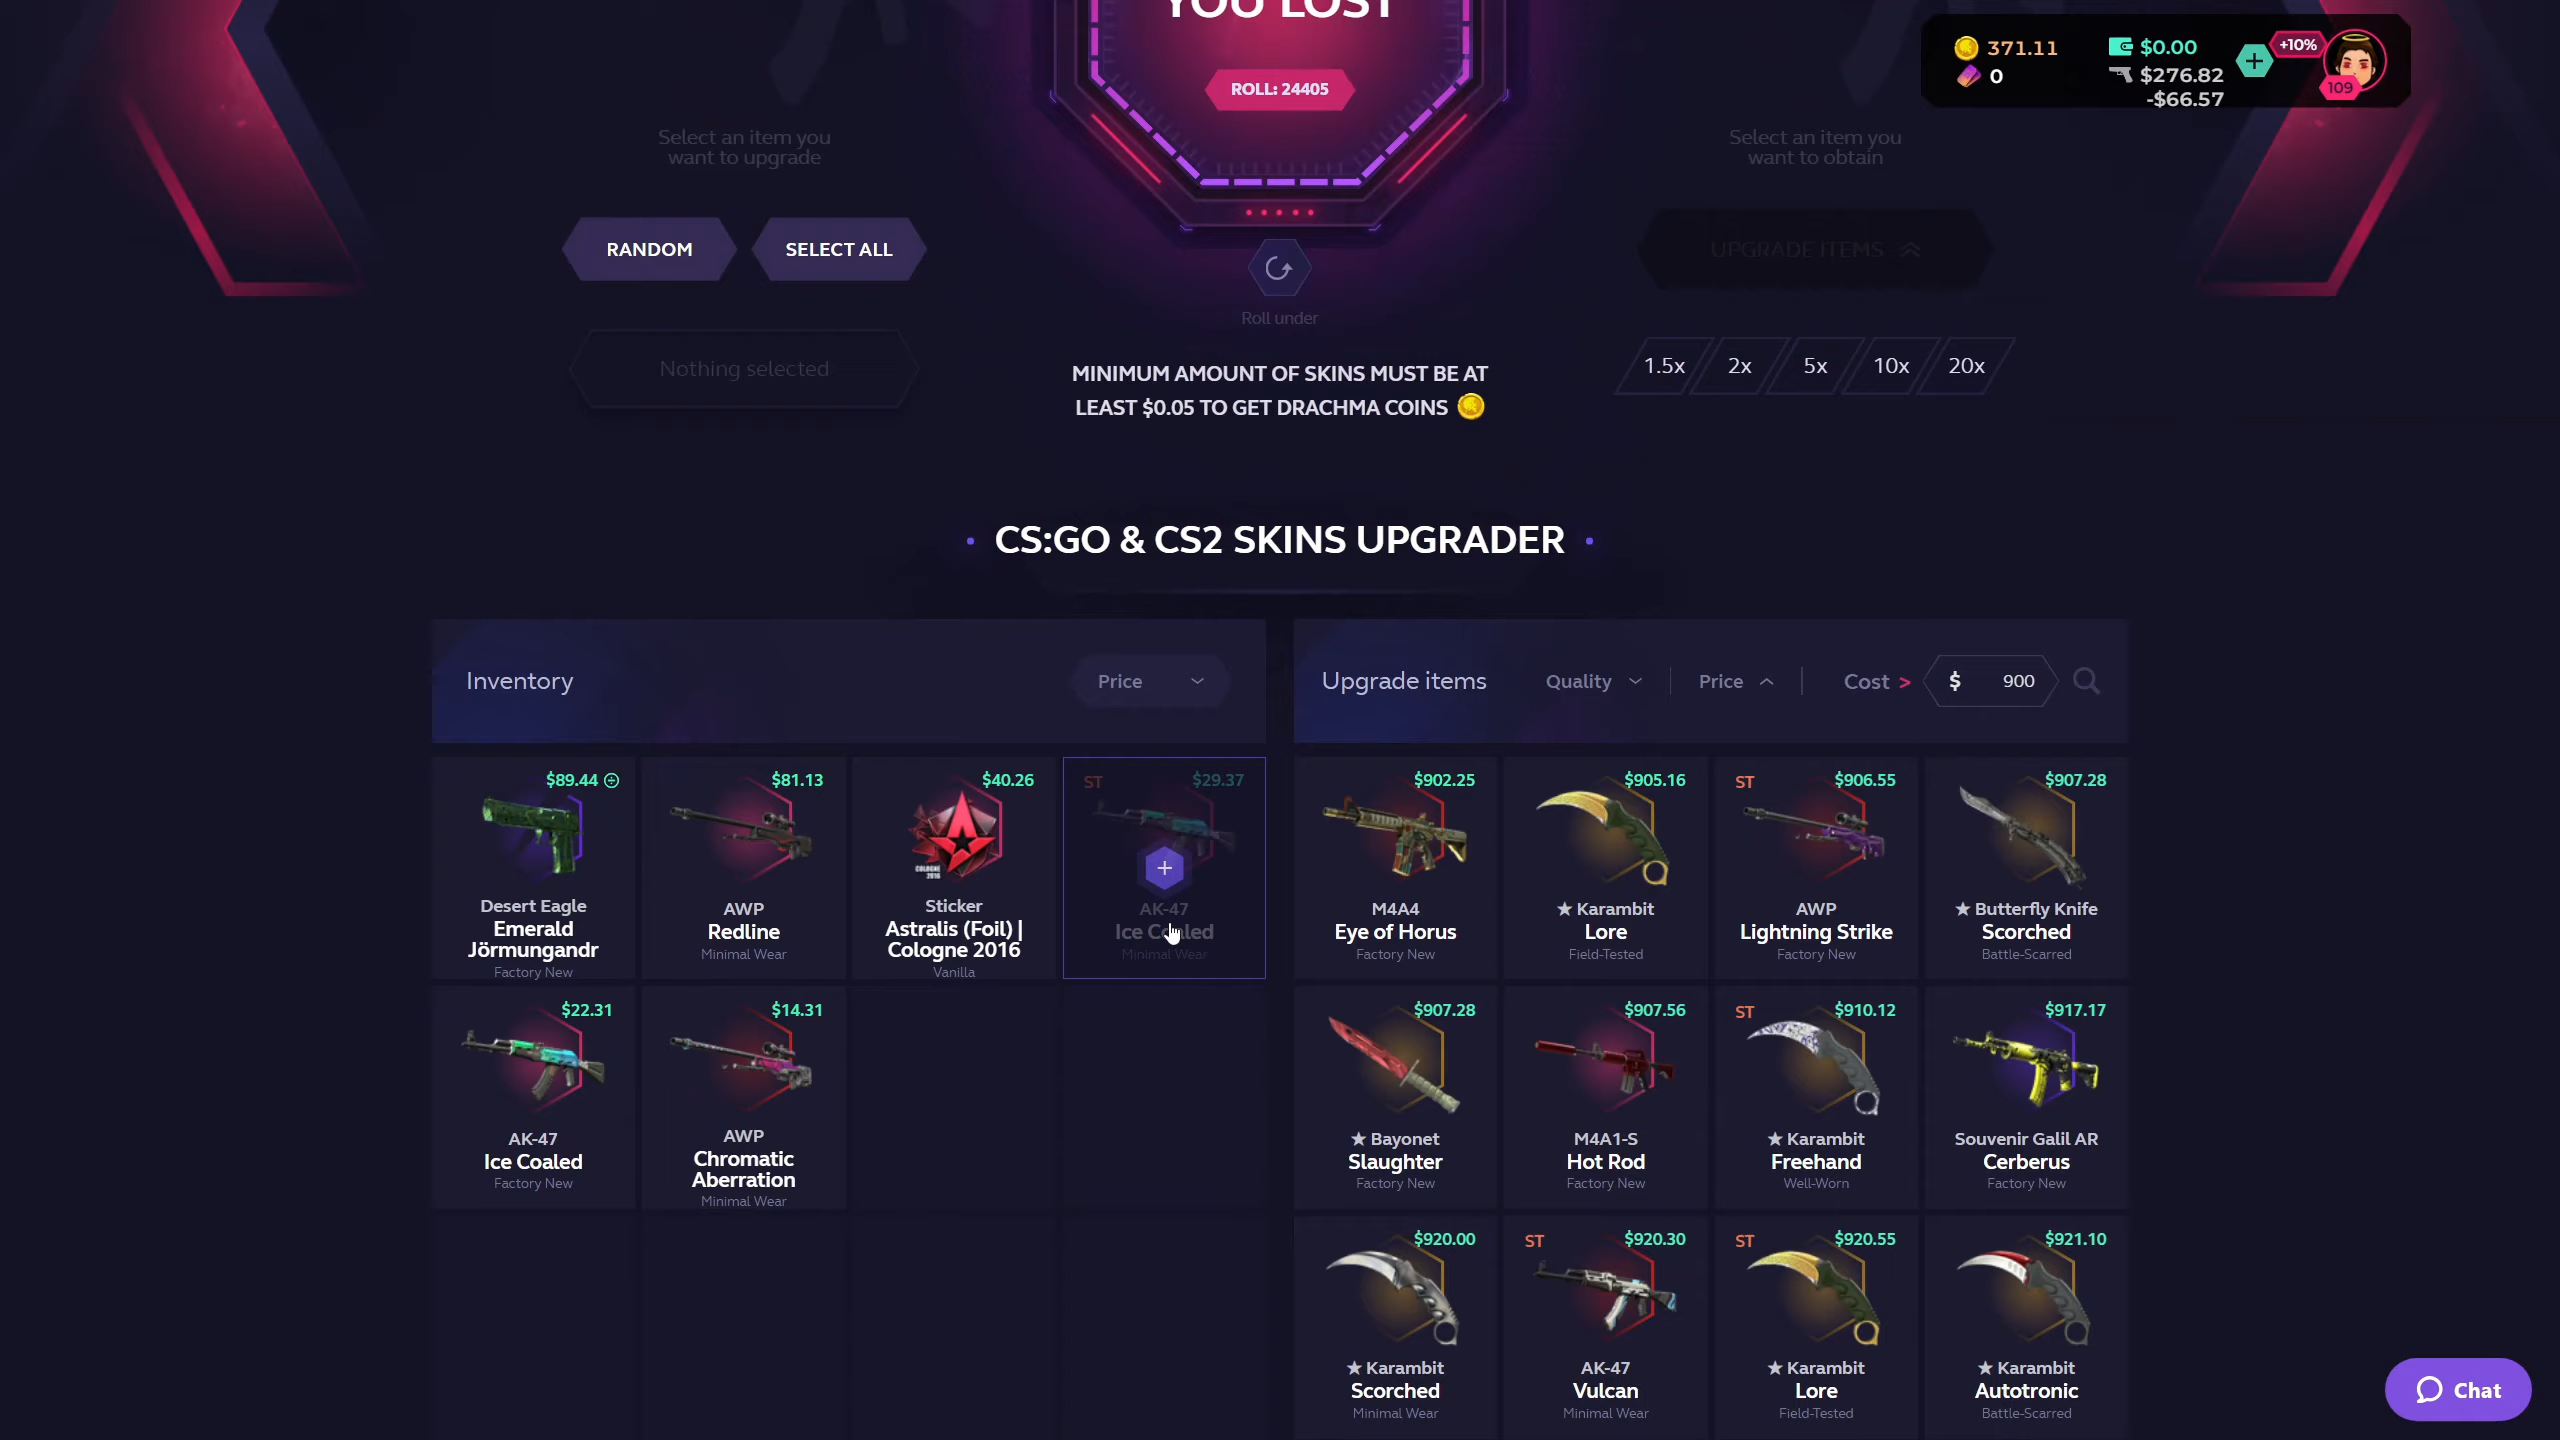 YOU LOST
ROLL: 24405
371.11
0
$0.00
$276.82
-$66.57
+10%
109
Select an item you
want to upgrade
Select an item you
want to obtain
RANDOM
SELECT ALL
UPGRADE ITEMS
Roll under
Nothing selected
1.5x
2x
5x
10x
20x
MINIMUM AMOUNT OF SKINS MUST BE AT
LEAST $0.05 TO GET DRACHMA COINS
CS:GO & CS2 SKINS UPGRADER
Inventory
Price
Upgrade items
Quality
Price
Cost >
$ 900
$89.44
Desert Eagle
Emerald
Jörmungandr
Factory New
$81.13
AWP
Redline
Minimal Wear
$40.26
COLOGNE
2016
Sticker
Astralis (Foil) |
Cologne 2016
Vanilla
ST
$29.37
AK-47
Ice Coaled
Minimal Wear
$902.25
M4A4
Eye of Horus
Factory New
$905.16
★ Karambit
Lore
Field-Tested
ST
$906.55
AWP
Lightning Strike
Factory New
$907.28
★ Butterfly Knife
Scorched
Battle-Scarred
$22.31
AK-47
Ice Coaled
Factory New
$14.31
AWP
Chromatic
Aberration
Minimal Wear
$907.28
★ Bayonet
Slaughter
Factory New
$907.56
M4A1-S
Hot Rod
Factory New
ST
$910.12
★ Karambit
Freehand
Well-Worn
$917.17
Souvenir Galil AR
Cerberus
Factory New
$920.00
★ Karambit
Scorched
Minimal Wear
ST
$920.30
AK-47
Vulcan
Minimal Wear
ST
$920.55
★ Karambit
Lore
Field-Tested
$921.10
★ Karambit
Autotronic
Battle-Scarred
Chat